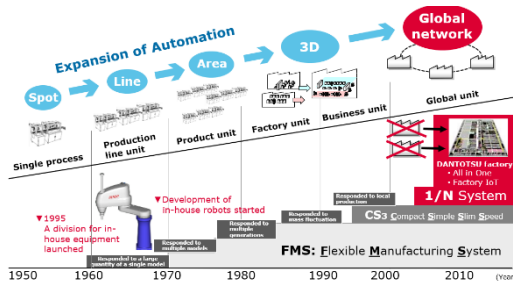 Expansion of Automation
Spot
Line
Area
3D
Global
network
Single process
Production
line unit
Product unit
Factory unit
Business unit
Global unit
DANTOTSU factory
• All in One
• Factory IoT
1/N System
▼1995
A division for in-
house equipment
launched
▼Development of
in-house robots started
Responded to a large
quantity of a single model
Responded to
multiple models
Responded to
multiple generations
Responded to
mass fluctuation
Responded to local
production
CS3 Compact Simple Slim Speed
FMS: Flexible Manufacturing System
1950
1960
1970
1980
1990
2000
2010
(Year